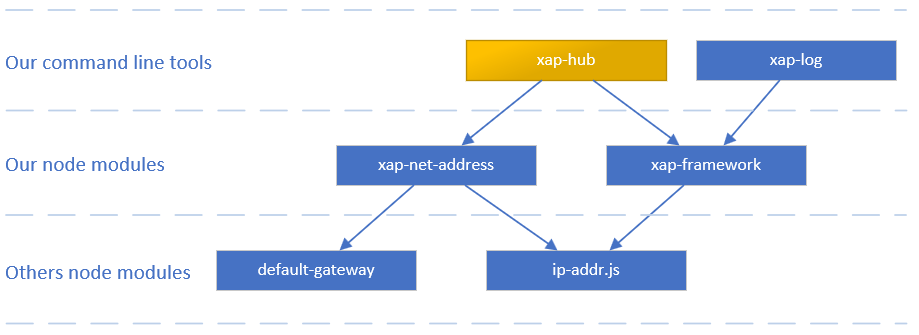 Our command line tools
xap-hub
xap-log
Our node modules
xap-net-address
xap-framework
Others node modules
default-gateway
ip-addr.js